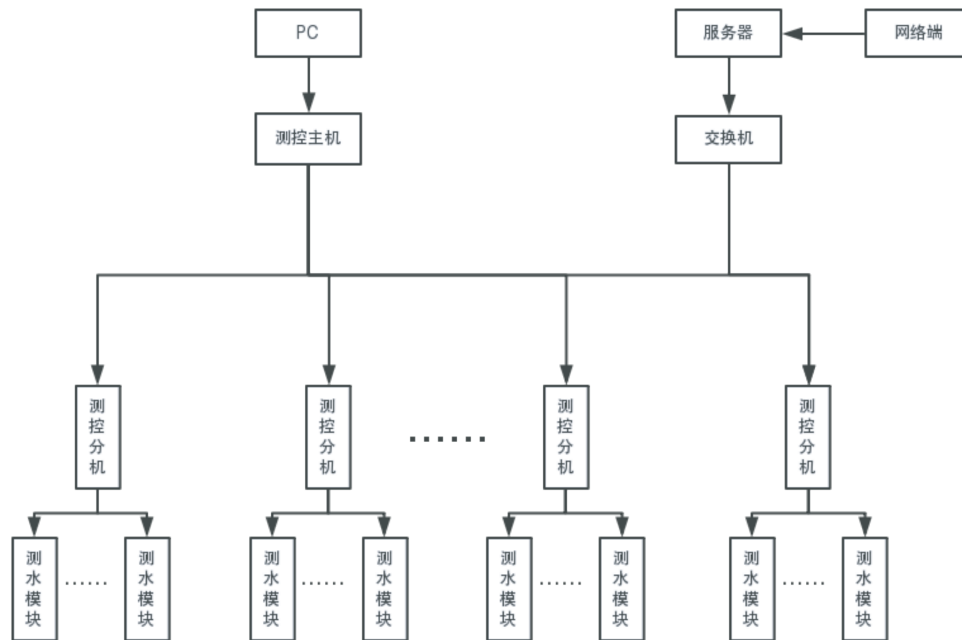 PC
服务器
网络端
测控主机
交换机
测控分机
测控分机
......
测控分机
测控分机
测水模块
......
测水模块
测水模块
......
测水模块
测水模块
......
测水模块
测水模块
......
测水模块